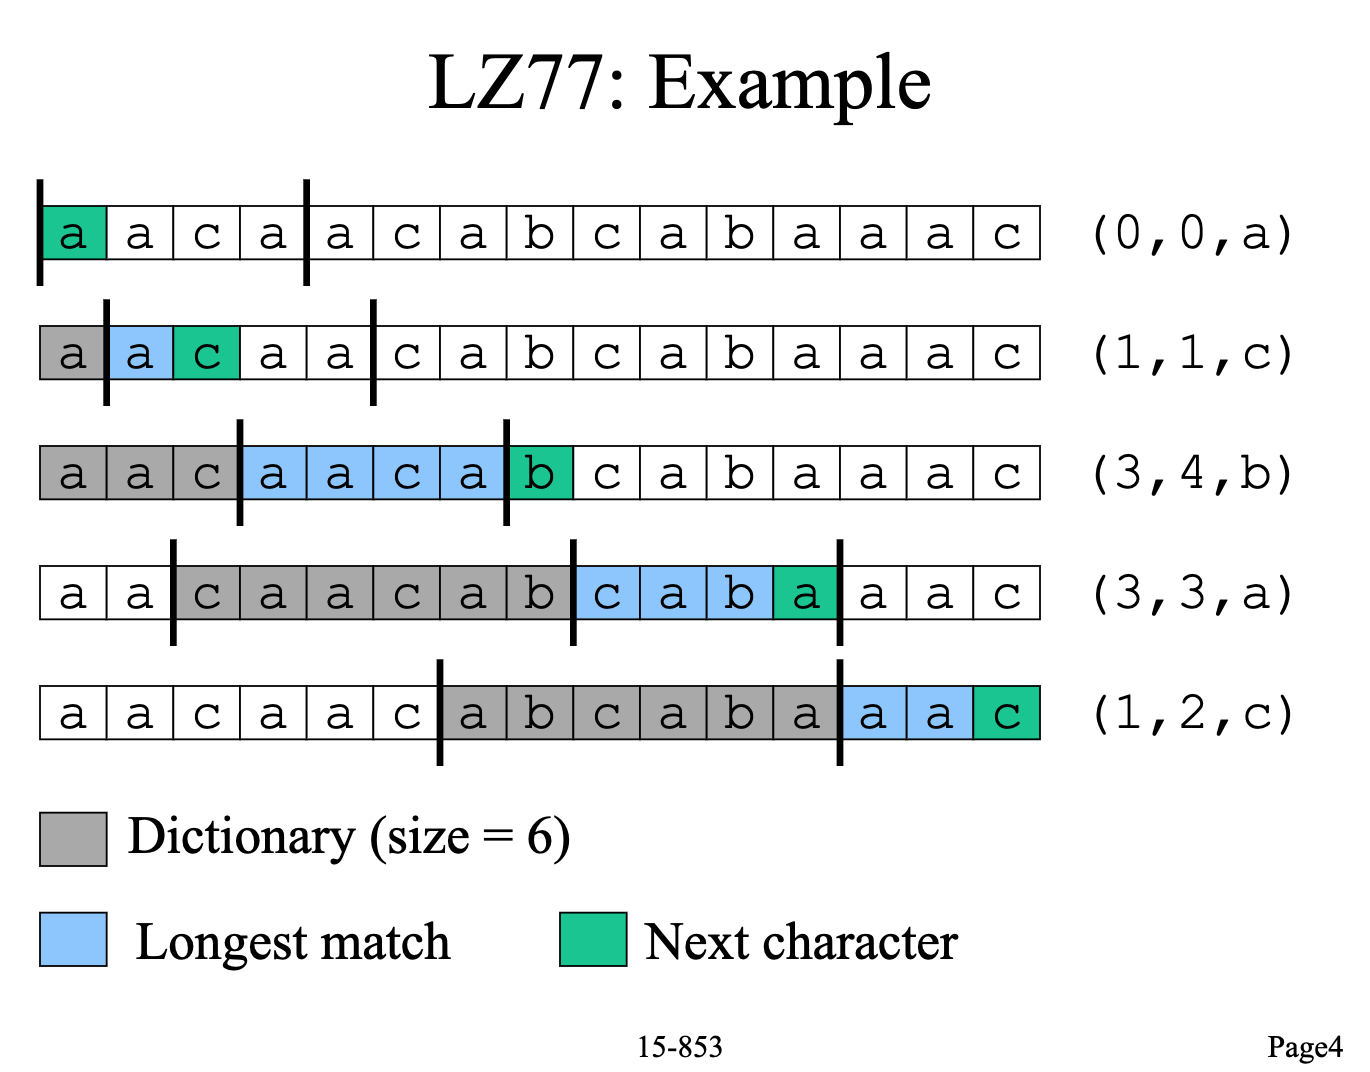 LZ77: Example
a a c a a c a b c a b a a a c (0,0,a)
a a c a a c a b c a b a a a c (1,1,c)
a a c a a c a b c a b a a a c (3,4,b)
a a c a a c a b c a b a a a c (3,3,a)
a a c a a c a b c a b a a a c (1,2,c)
Dictionary (size = 6)
Longest match Next character
15-853 Page4